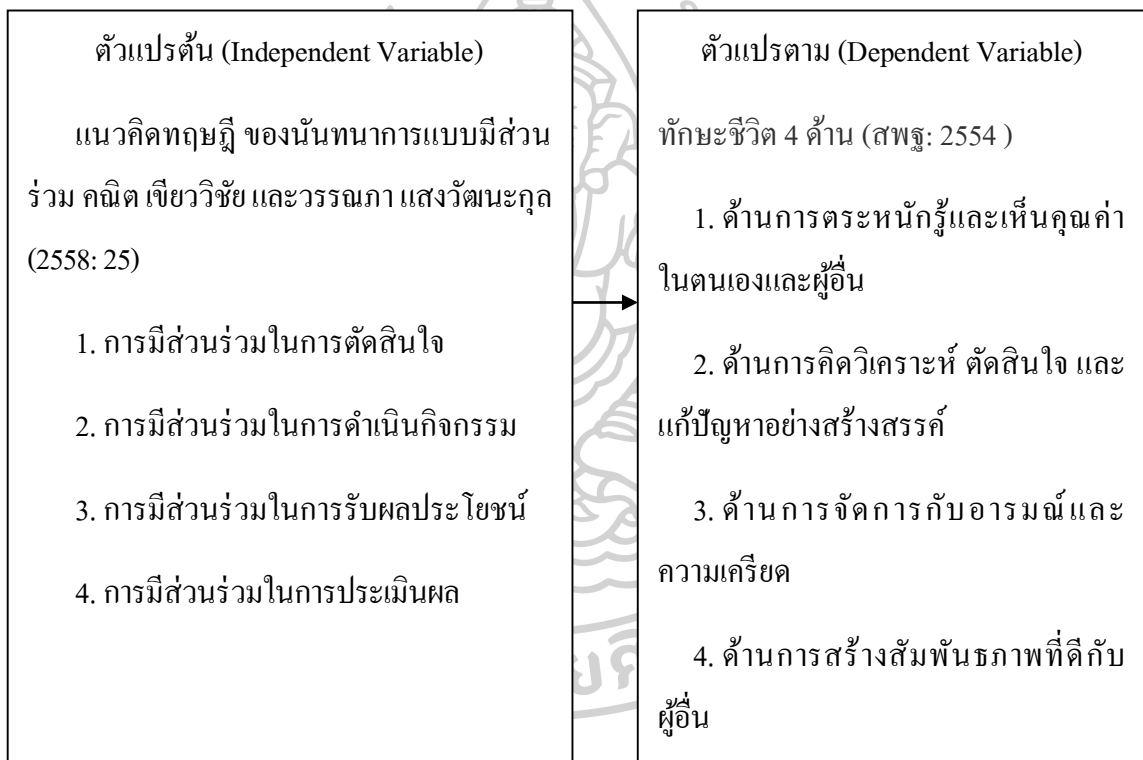 ตัวแปรต้น (Independent Variable)
แนวคิดทฤษฎี ของนันทนาการแบบมีส่วน
ร่วม คณิต เขียววิชัย และวรรณภา แสงวัฒนะกุล
(2558: 25)
1. การมีส่วนร่วมในการตัดสินใจ
2. การมีส่วนร่วมในการดำเนินกิจกรรม
3. การมีส่วนร่วมในการรับผลประโยชน์
4. การมีส่วนร่วมในการประเมินผล
ตัวแปรตาม (Dependent Variable)
ทักษะชีวิต 4 ด้าน (สพฐ: 2554 )
1. ด้านการตระหนักรู้และเห็นคุณค่า
ในตนเองและผู้อื่น
2. ด้านการคิดวิเคราะห์ ตัดสินใจ และ
แก้ปัญหาอย่างสร้างสรรค์
3. ด้านการจัดการกับอารมณ์และ
ความเครียด
4. ด้านการสร้างสัมพันธภาพที่ดีกับ
ผู้อื่น